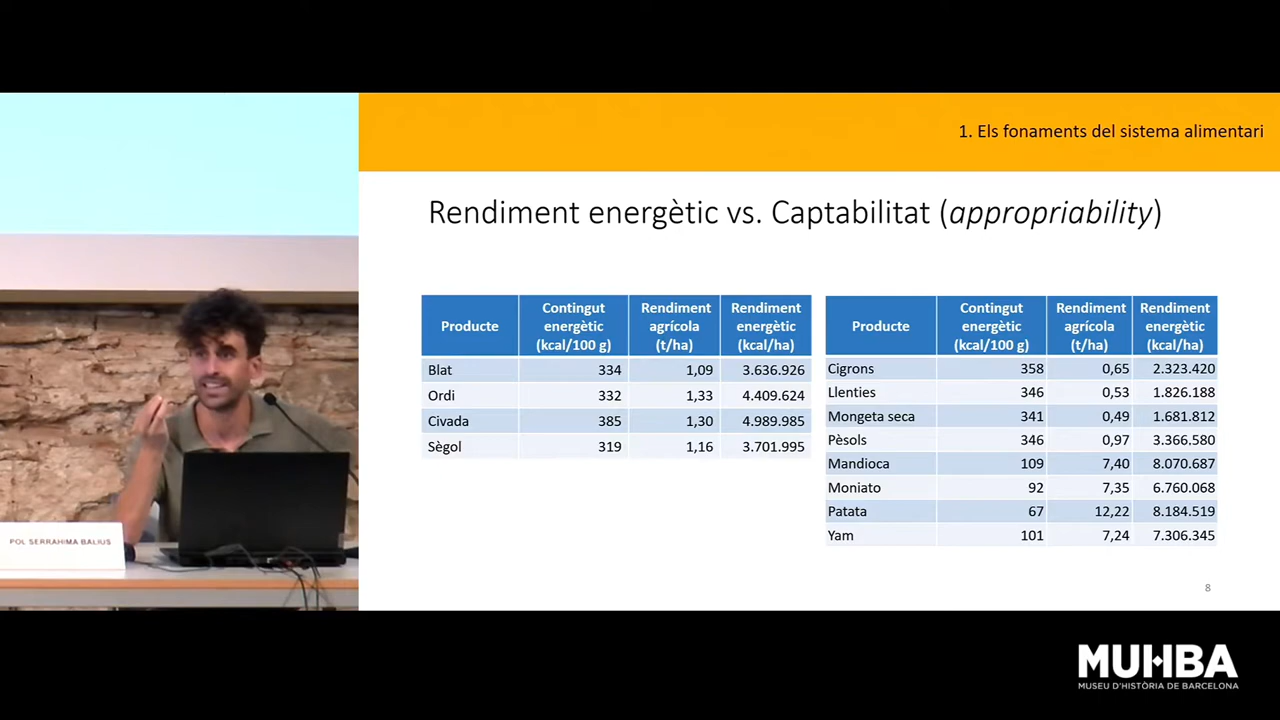 1. Els fonaments del sistema alimentari
Rendiment energètic vs. Captabilitat (appropriability)
Producte Contingut energètic (kcal/100 g) Rendiment agrícola (t/ha) Rendiment energètic (kcal/ha)
Blat 334 1,09 3.636.926
Ordi 332 1,33 4.409.624
Civada 385 1,30 4.989.985
Sègol 319 1,16 3.701.995
Producte Contingut energètic (kcal/100 g) Rendiment agrícola (t/ha) Rendiment energètic (kcal/ha)
Cigrons 358 0,65 2.323.420
Llenties 346 0,53 1.826.188
Mongeta seca 341 0,49 1.681.812
Pèsols 346 0,97 3.366.580
Mandioca 109 7,40 8.070.687
Moniato 92 7,35 6.760.068
Patata 67 12,22 8.184.519
Yam 101 7,24 7.306.345
POL SERRAHIMA BALIUS
8
MUHBA
MUSEU D'HISTÒRIA DE BARCELONA